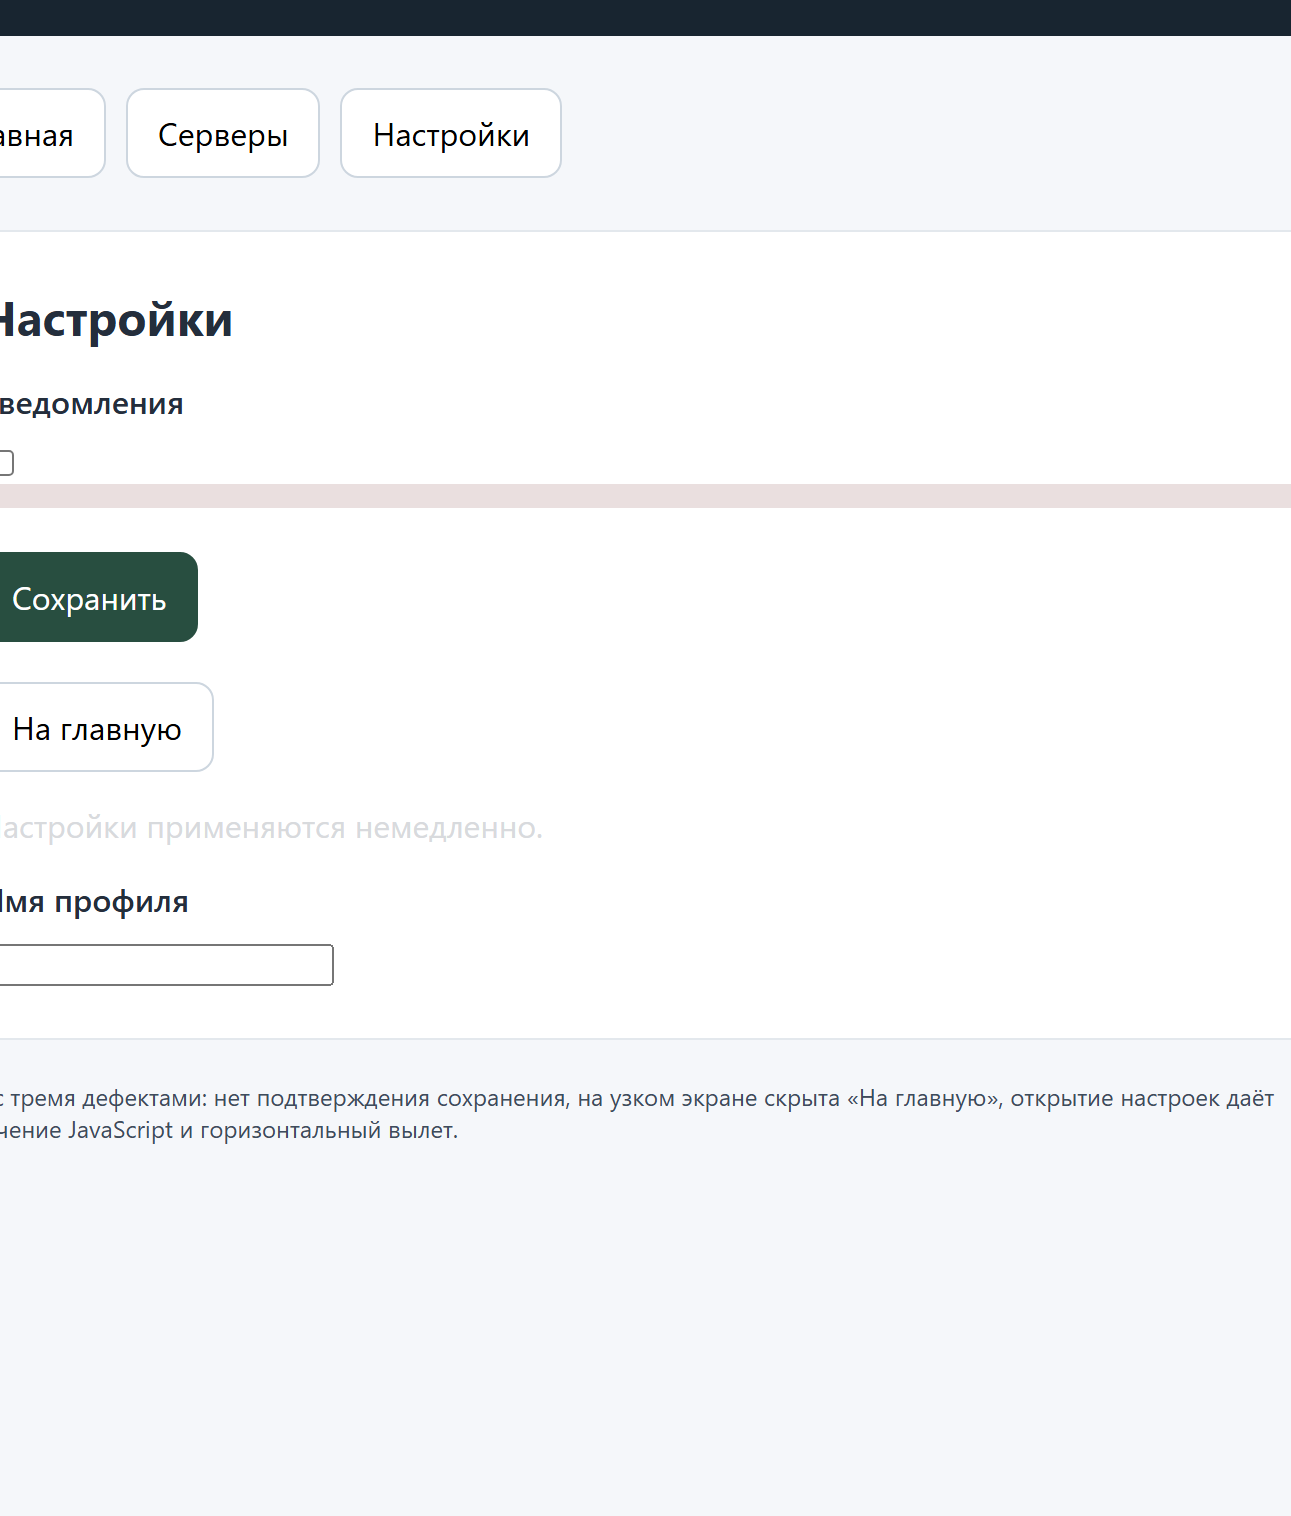 авная
Серверы
Настройки
Настройки
ведомления
Сохранить
На главную
астройки применяются немедленно.
Имя профиля
с тремя дефектами: нет подтверждения сохранения, на узком экране скрыта «На главную», открытие настроек даёт
чение JavaScript и горизонтальный вылет.